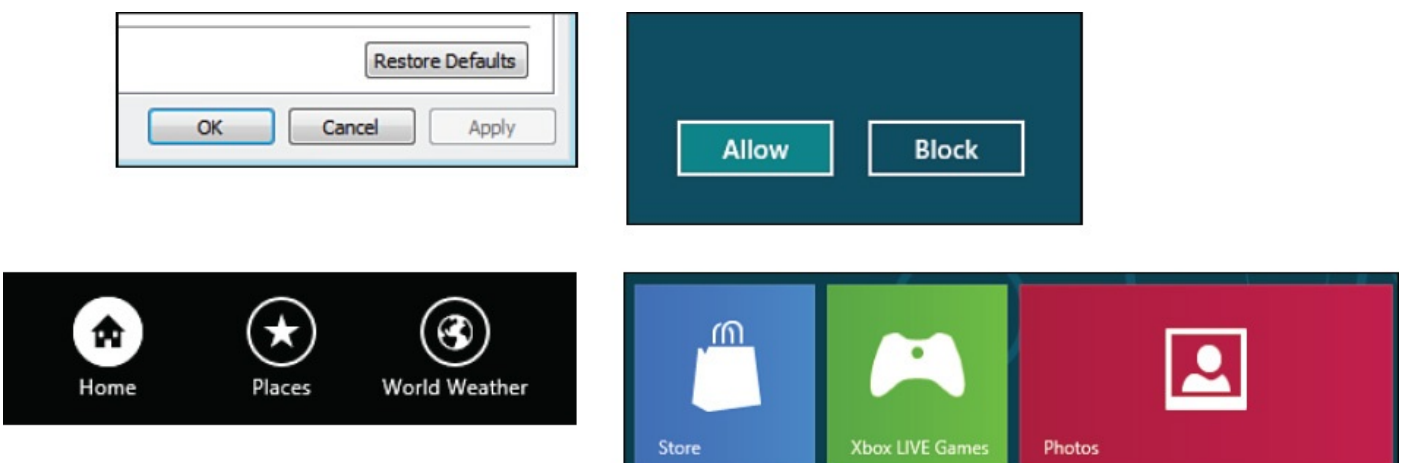 Restore Defaults
OK Cancel Apply
Allow Block
Home Places World Weather
Store Xbox LIVE Games Photos